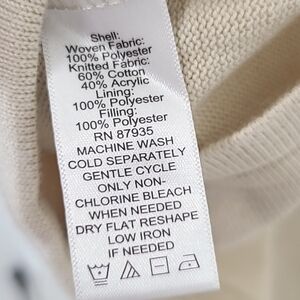 Shell:
Woven Fabric:
100% Polyester
Knitted Fabric:
60% Cotton
40% Acrylic
Lining:
100% Polyester
Filling:
100% Polyester
RN 87935
MACHINE WASH
COLD SEPARATELY
GENTLE CYCLE
ONLY NON-
CHLORINE BLEACH
WHEN NEEDED
DRY FLAT RESHAPE
LOW IRON
IF NEEDED